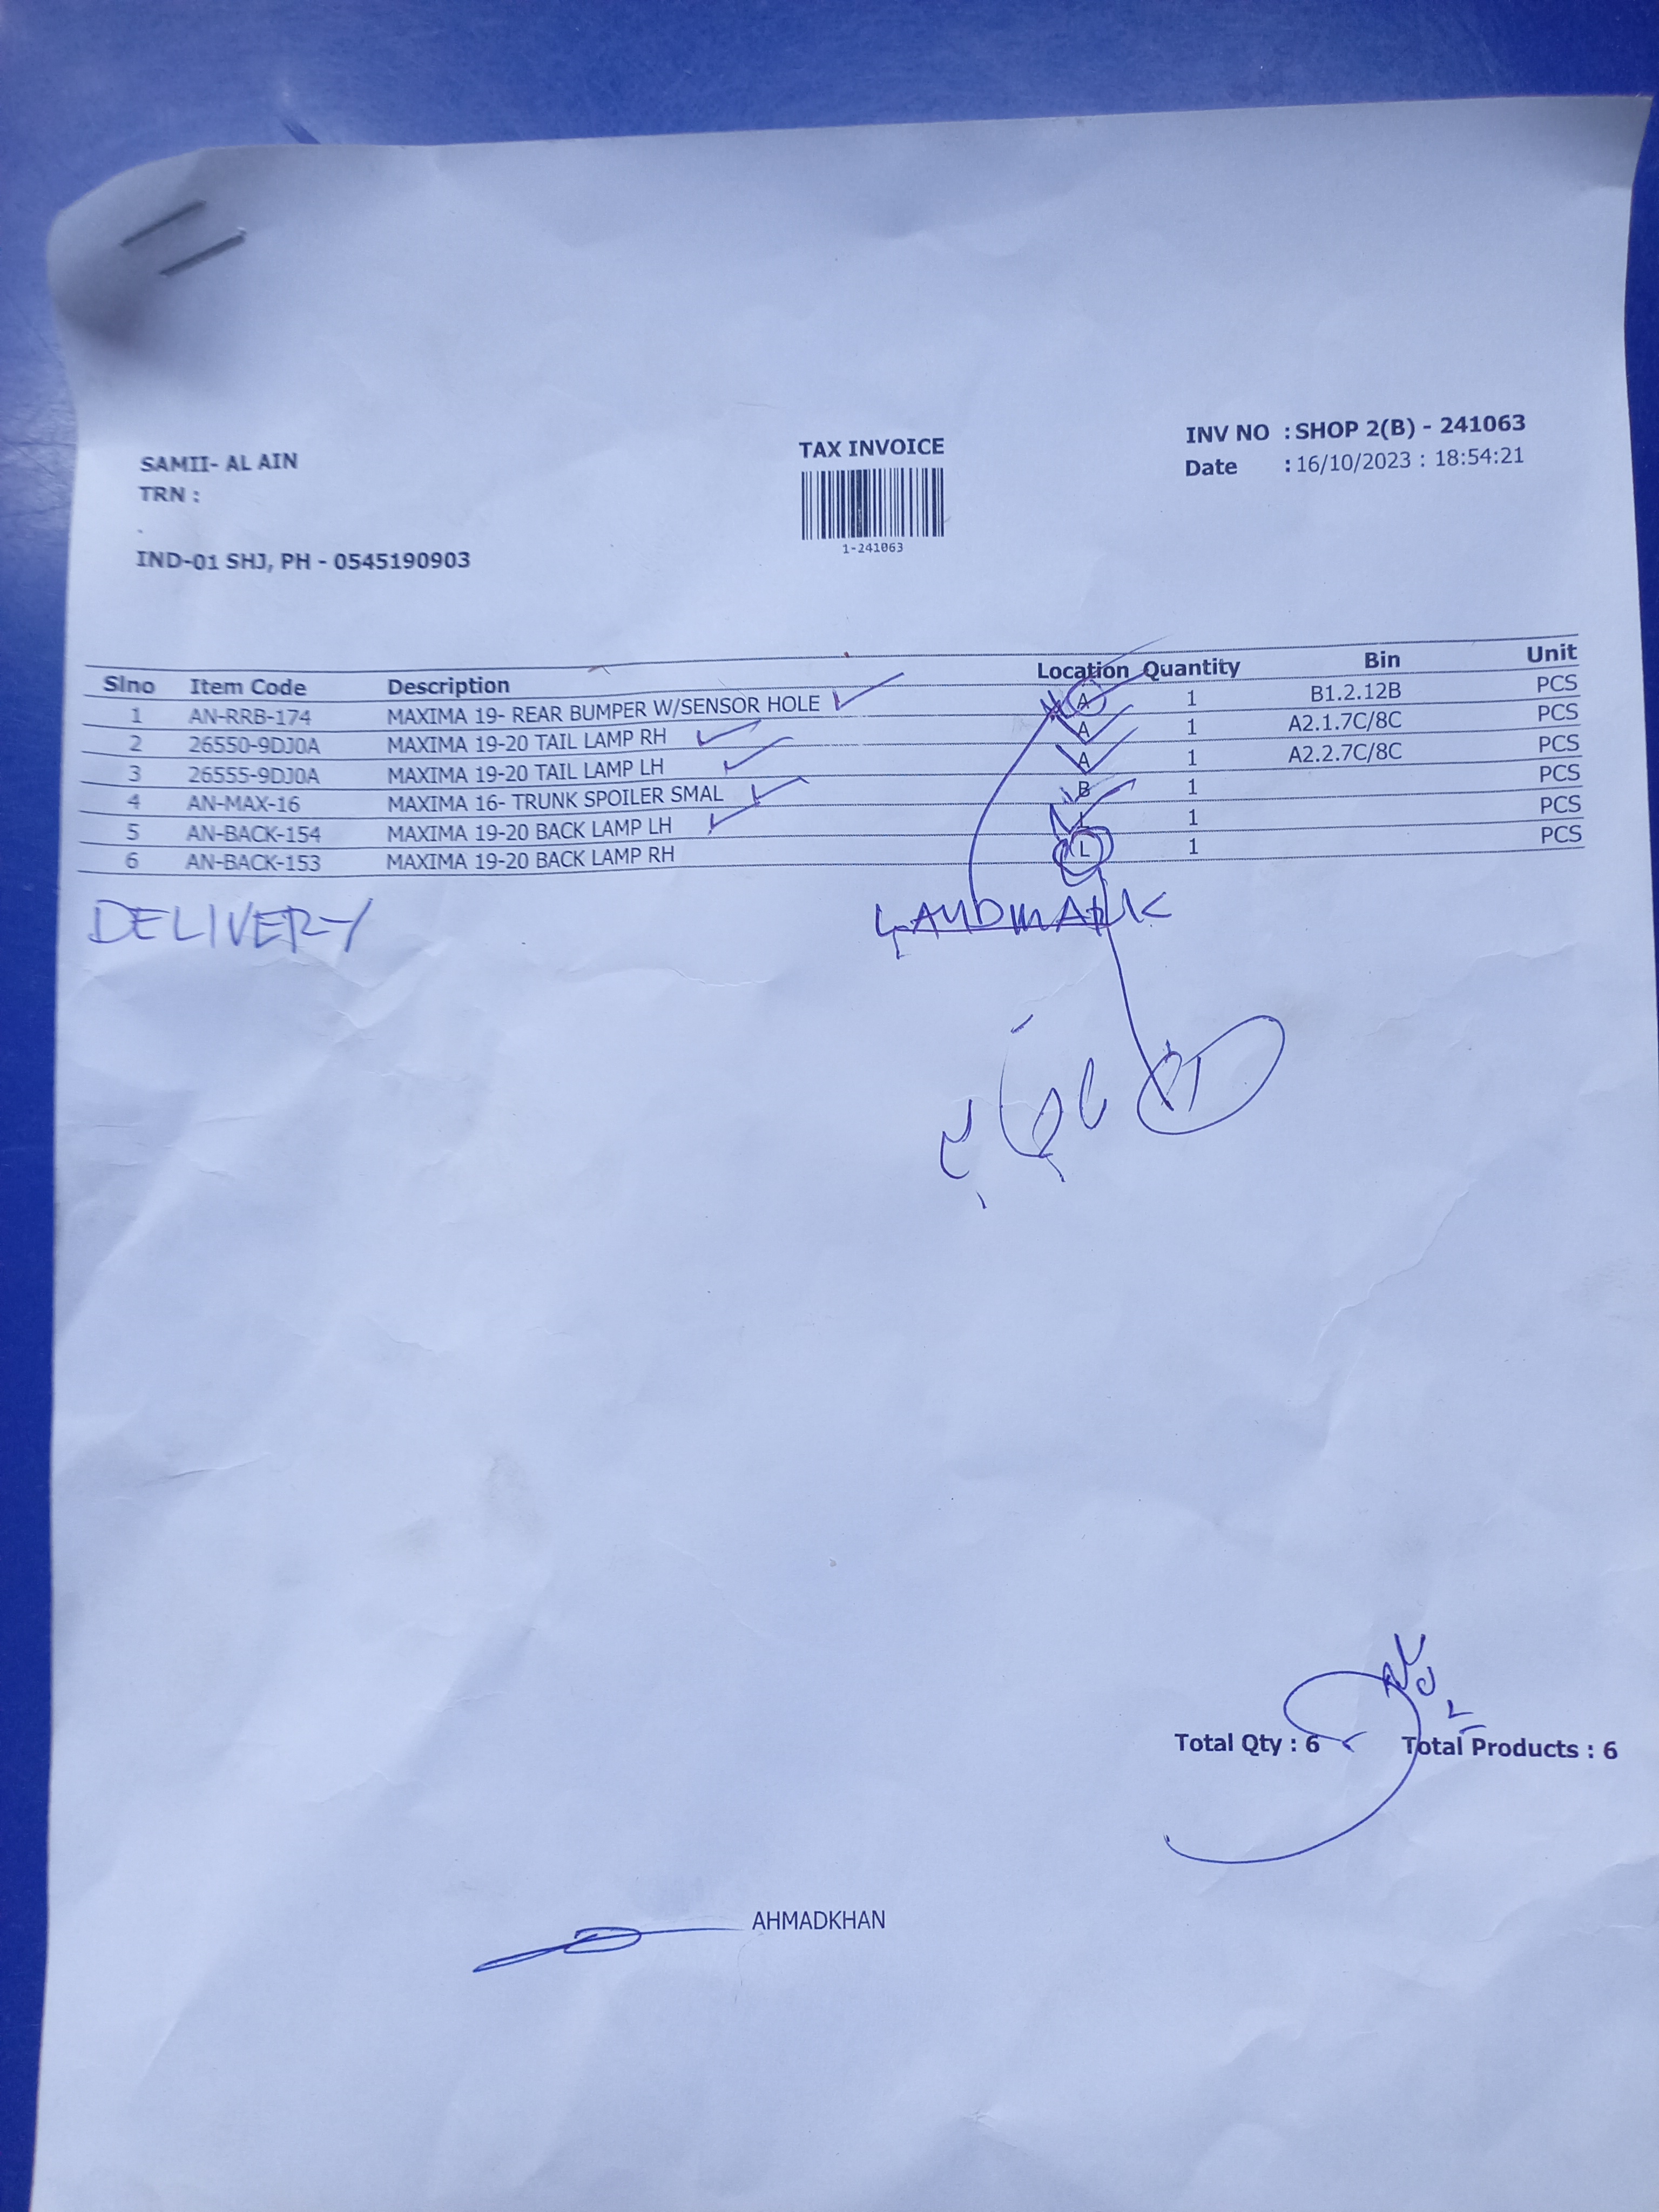 SAMII- AL AIN
TRN :
.
IND-01 SHJ, PH - 0545190903
TAX INVOICE
1-241063
INV NO : SHOP 2(B) - 241063
Date : 16/10/2023 : 18:54:21
Slno Item Code Description Location Quantity Bin Unit
1 AN-RRB-174 MAXIMA 19- REAR BUMPER W/SENSOR HOLE A 1 B1.2.12B PCS
2 26550-9DJ0A MAXIMA 19-20 TAIL LAMP RH A 1 A2.1.7C/8C PCS
3 26555-9DJ0A MAXIMA 19-20 TAIL LAMP LH A 1 A2.2.7C/8C PCS
4 AN-MAX-16 MAXIMA 16- TRUNK SPOILER SMAL B 1 PCS
5 AN-BACK-154 MAXIMA 19-20 BACK LAMP LH L 1 PCS
6 AN-BACK-153 MAXIMA 19-20 BACK LAMP RH L 1 PCS
DELIVERY LANDMARK
Total Qty : 6 Total Products : 6
AHMADKHAN